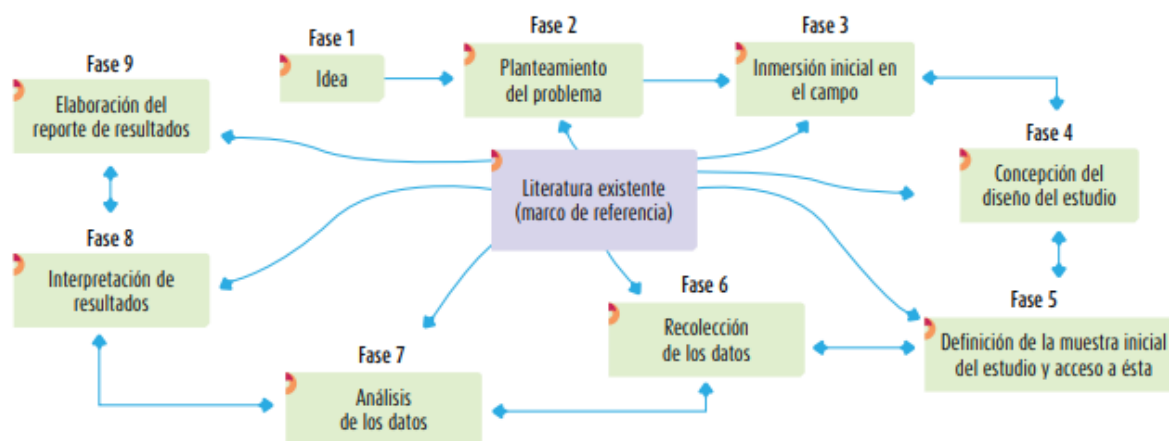 Fase 1
Idea
Fase 2
Planteamiento
del problema
Fase 3
Inmersión inicial en
el campo
Fase 4
Concepción del
diseño del estudio
Fase 5
Definición de la muestra inicial
del estudio y acceso a ésta
Fase 6
Recolección
de los datos
Fase 7
Análisis
de los datos
Fase 8
Interpretación de
resultados
Fase 9
Elaboración del
reporte de resultados
Literatura existente
(marco de referencia)